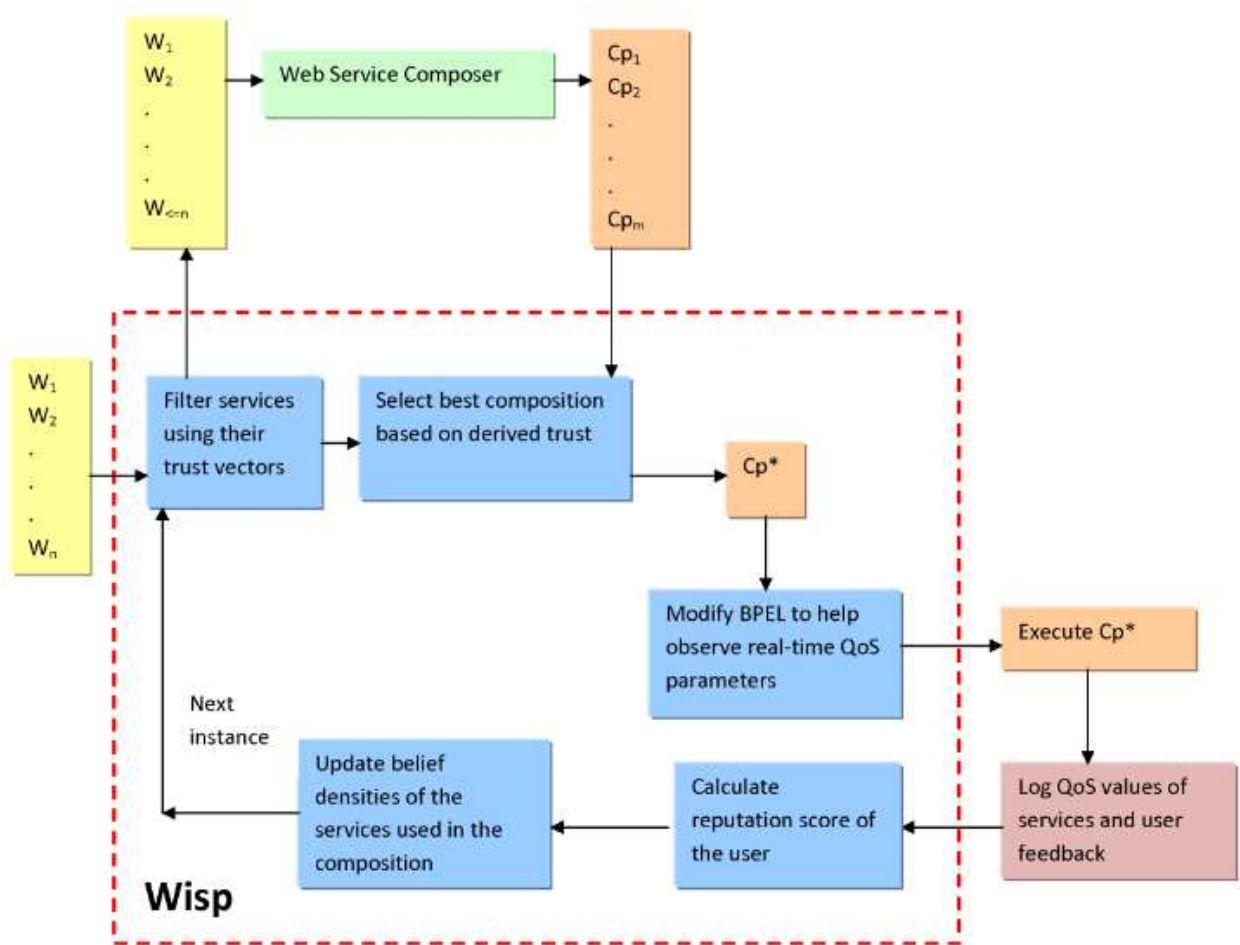 W₁
W₂
.
.
.
W<=n
Web Service Composer
Cp₁
Cp₂
.
.
.
Cpₘ
W₁
W₂
.
.
.
Wₙ
Filter services
using their
trust vectors
Select best composition
based on derived trust
Cp*
Modify BPEL to help
observe real-time QoS
parameters
Execute Cp*
Next
instance
Update belief
densities of the
services used in the
composition
Calculate
reputation score of
the user
Log QoS values of
services and user
feedback
Wisp